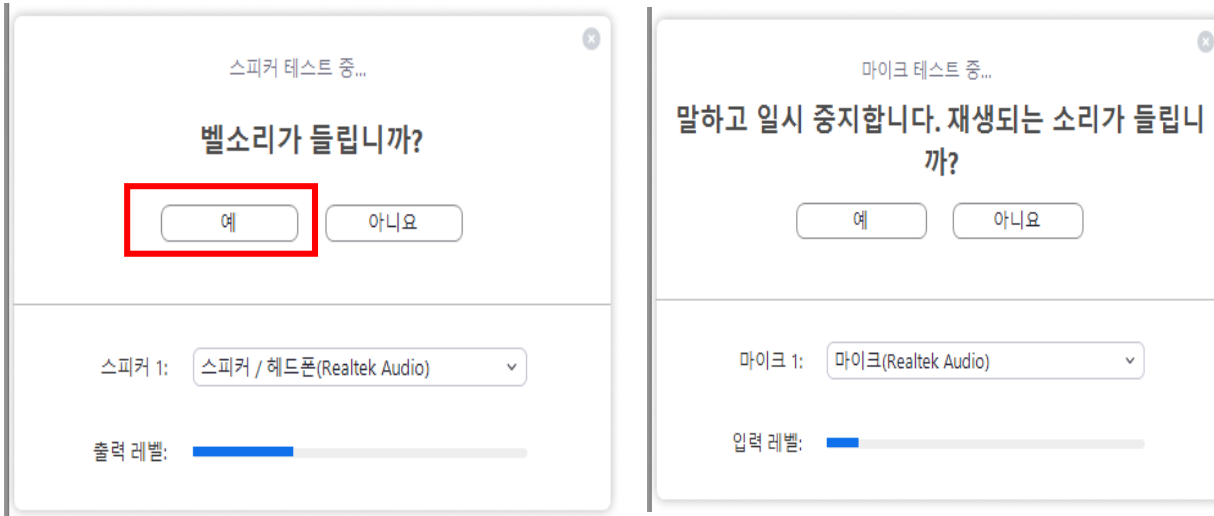 스피커 테스트 중...
벨소리가 들립니까?
예
아니요
스피커 1:
스피커 / 헤드폰(Realtek Audio)
출력 레벨:
마이크 테스트 중...
말하고 일시 중지합니다. 재생되는 소리가 들립니
까?
예
아니요
마이크 1:
마이크(Realtek Audio)
입력 레벨: